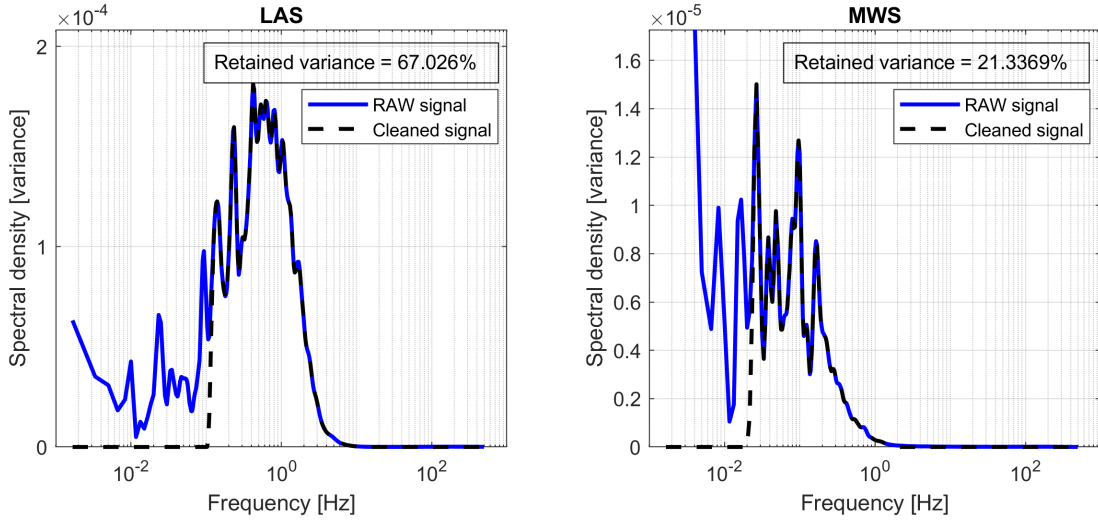 LAS
×10⁻⁴
Retained variance = 67.026%
RAW signal
Cleaned signal
2
1
0
Spectral density [variance]
10⁻² 10⁰ 10²
Frequency [Hz]
MWS
×10⁻⁵
Retained variance = 21.3369%
RAW signal
Cleaned signal
1.6
1.4
1.2
1
0.8
0.6
0.4
0.2
0
Spectral density [variance]
10⁻² 10⁰ 10²
Frequency [Hz]